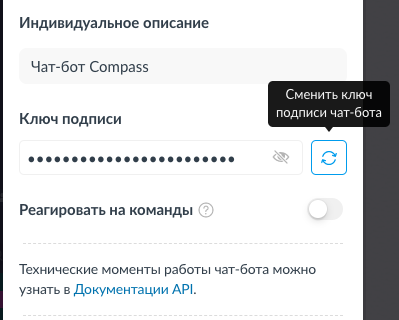 Индивидуальное описание
Чат-бот Compass
Сменить ключ
подписи чат-бота
Ключ подписи
Реагировать на команды
Технические моменты работы чат-бота можно
узнать в Документации API.